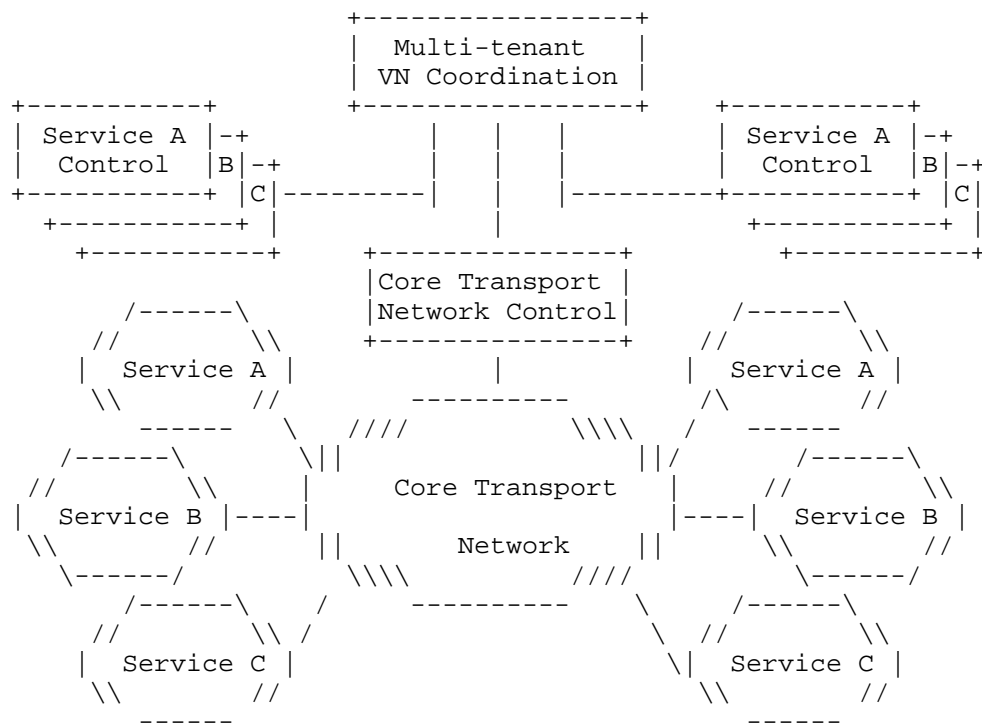 Multi-tenant
VN Coordination
Service A
Control
B
C
Service A
Control
B
C
Core Transport
Network Control
Service A
Service A
Core Transport
Service B
Service B
Network
Service C
Service C